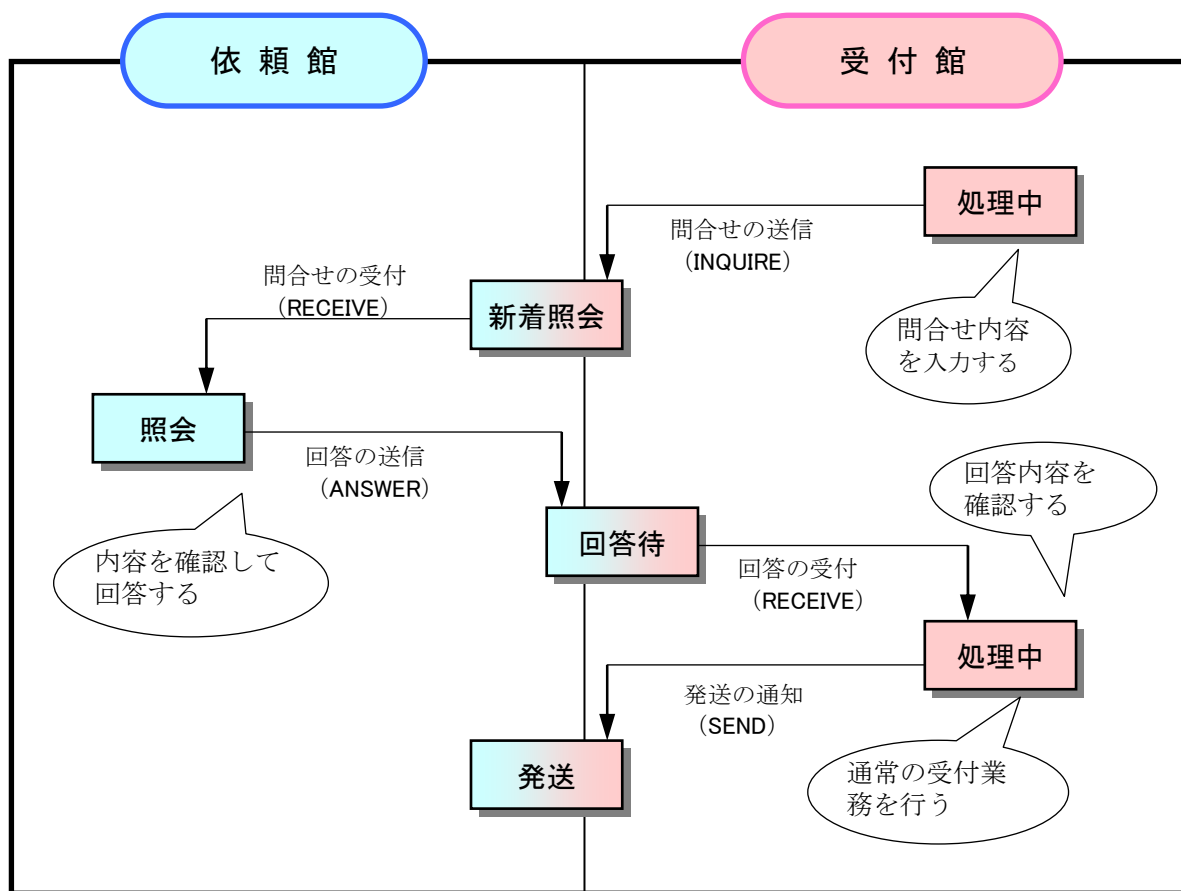 依頼館
受付館
処理中
問合せの送信
(INQUIRE)
問合せの受付
(RECEIVE)
新着照会
問合せ内容
を入力する
照会
回答の送信
(ANSWER)
回答内容を
確認する
内容を確認して
回答する
回答待
回答の受付
(RECEIVE)
処理中
発送の通知
(SEND)
発送
通常の受付業
務を行う